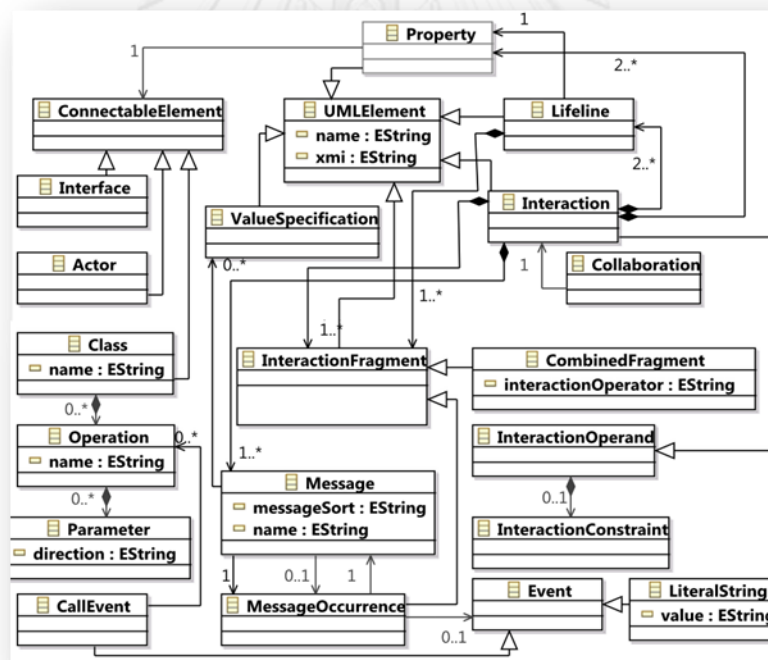 1
Property
2..*
1
ConnectableElement
UMLElement
name : EString
xmi : EString
Lifeline
2..*
Interface
ValueSpecification
Interaction
Actor
0..*
1
Collaboration
1..*
1..*
Class
name : EString
InteractionFragment
CombinedFragment
interactionOperator : EString
0..*
Operation
name : EString
0..*
1..*
InteractionOperand
Message
messageSort : EString
name : EString
0..*
0..1
Parameter
direction : EString
InteractionConstraint
1
0..1
1
CallEvent
MessageOccurrence
Event
LiteralString
value : EString
0..1